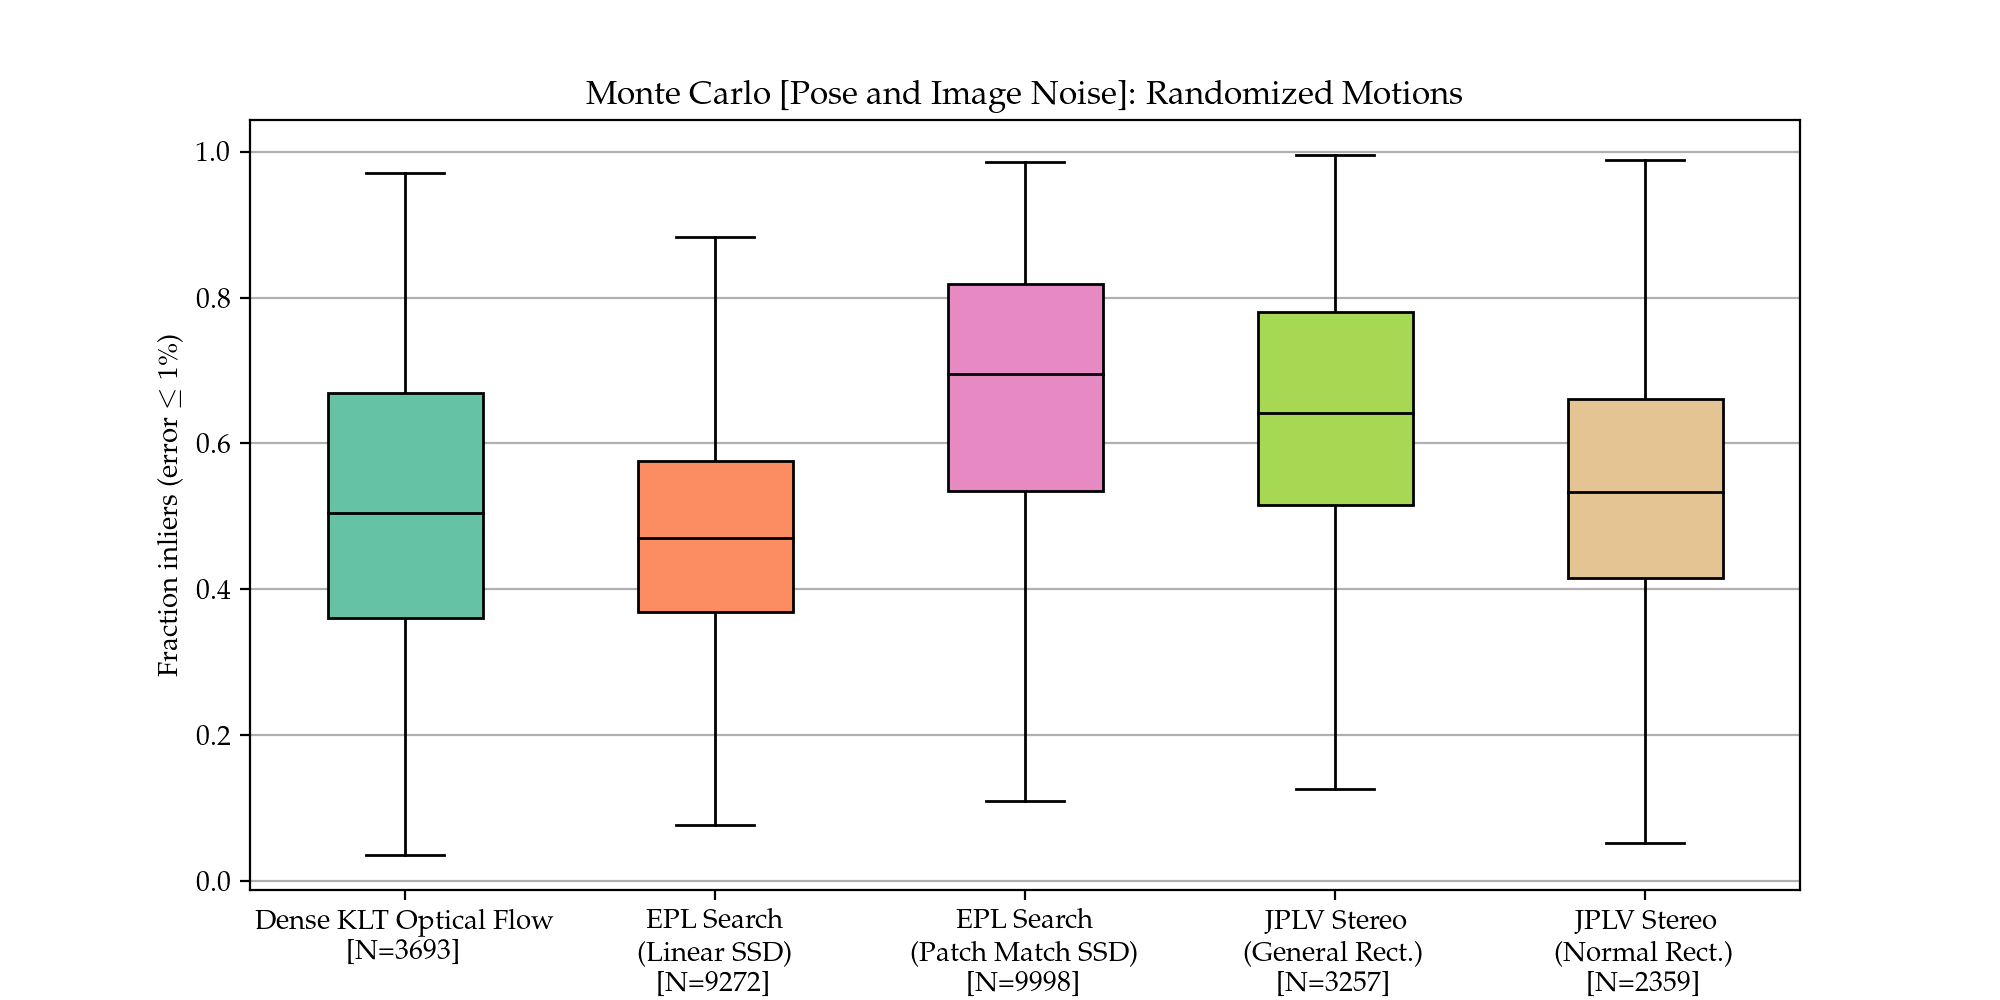 Monte Carlo [Pose and Image Noise]: Randomized Motions
Fraction inliers (error ≤ 1%)
1.0
0.8
0.6
0.4
0.2
0.0
Dense KLT Optical Flow
[N=3693]
EPL Search
(Linear SSD)
[N=9272]
EPL Search
(Patch Match SSD)
[N=9998]
JPLV Stereo
(General Rect.)
[N=3257]
JPLV Stereo
(Normal Rect.)
[N=2359]